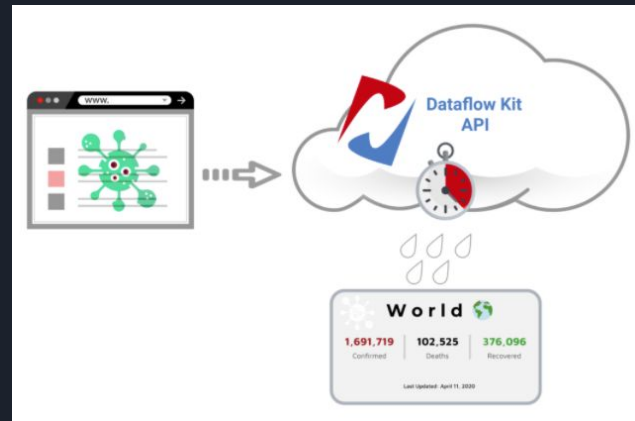 www.
Dataflow Kit
API
World
1,691,719 102,525 376,096
Confirmed Deaths Recovered
Last Updated: April 11, 2020